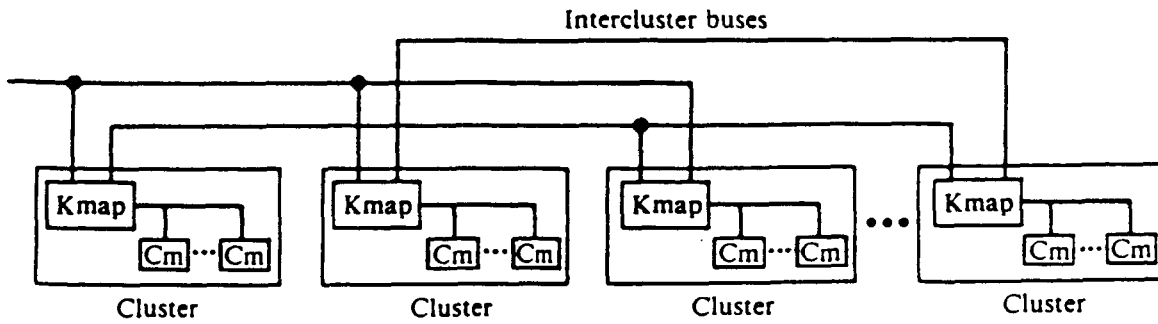 Intercluster buses
Kmap Kmap Kmap Kmap
Cm ··· Cm Cm ··· Cm Cm ··· Cm ••• Cm ··· Cm
Cluster Cluster Cluster Cluster